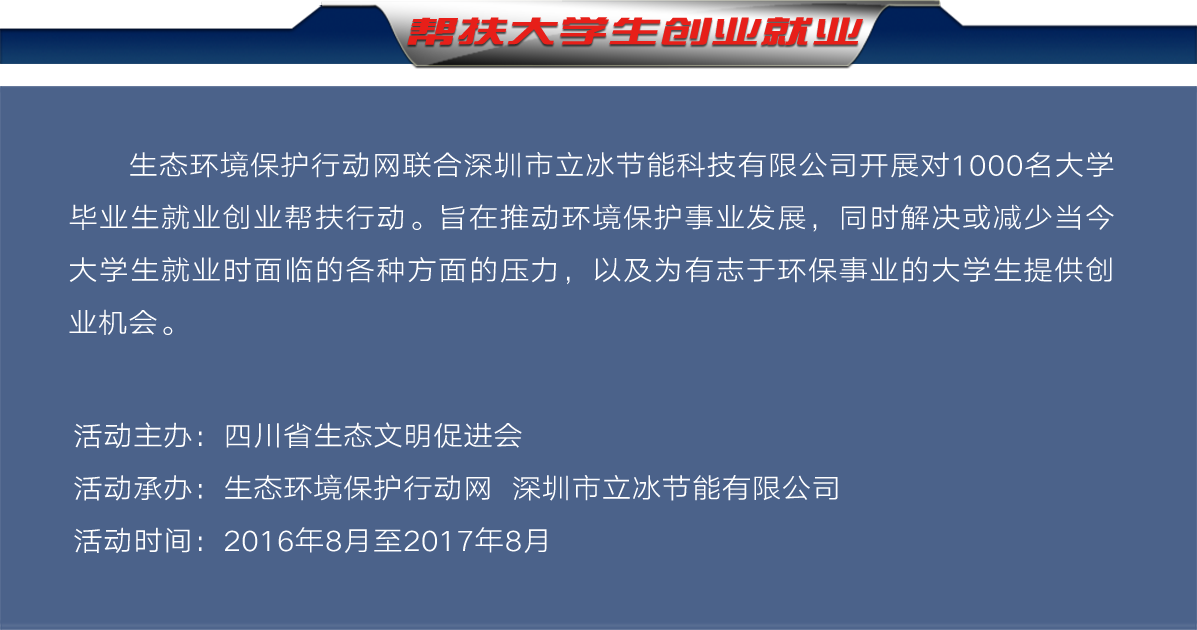 帮扶大学生创业就业
生态环境保护行动网联合深圳市立冰节能科技有限公司开展对1000名大学
毕业生就业创业帮扶行动。旨在推动环境保护事业发展，同时解决或减少当今
大学生就业时面临的各种方面的压力，以及为有志于环保事业的大学生提供创
业机会。
活动主办：四川省生态文明促进会
活动承办：生态环境保护行动网 深圳市立冰节能有限公司
活动时间：2016年8月至2017年8月